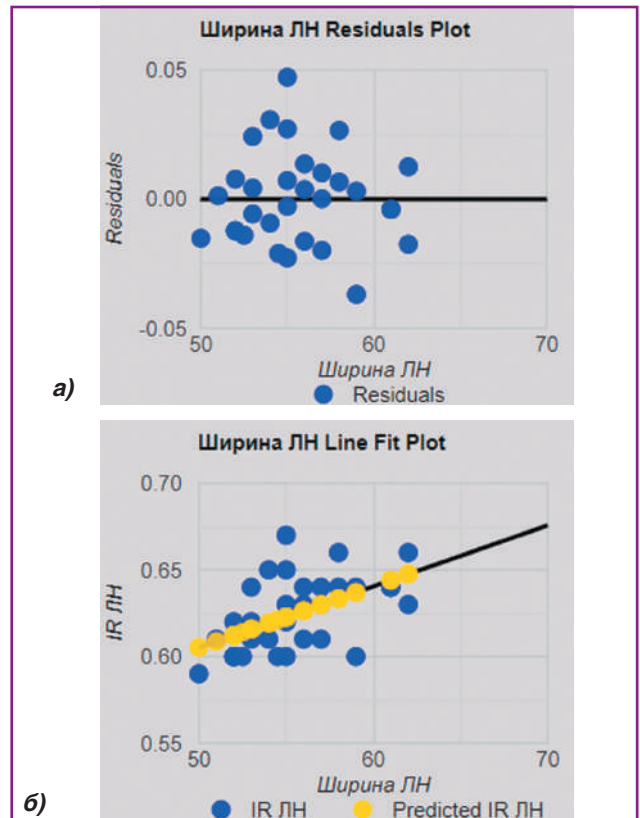 Ширина ЛН Residuals Plot
0.05
0.00
-0.05
Residuals
50 60 70
Ширина ЛН
Residuals
а)
Ширина ЛН Line Fit Plot
0.70
0.65
0.60
0.55
IR ЛН
50 60 70
Ширина ЛН
IR ЛН Predicted IR ЛН
б)